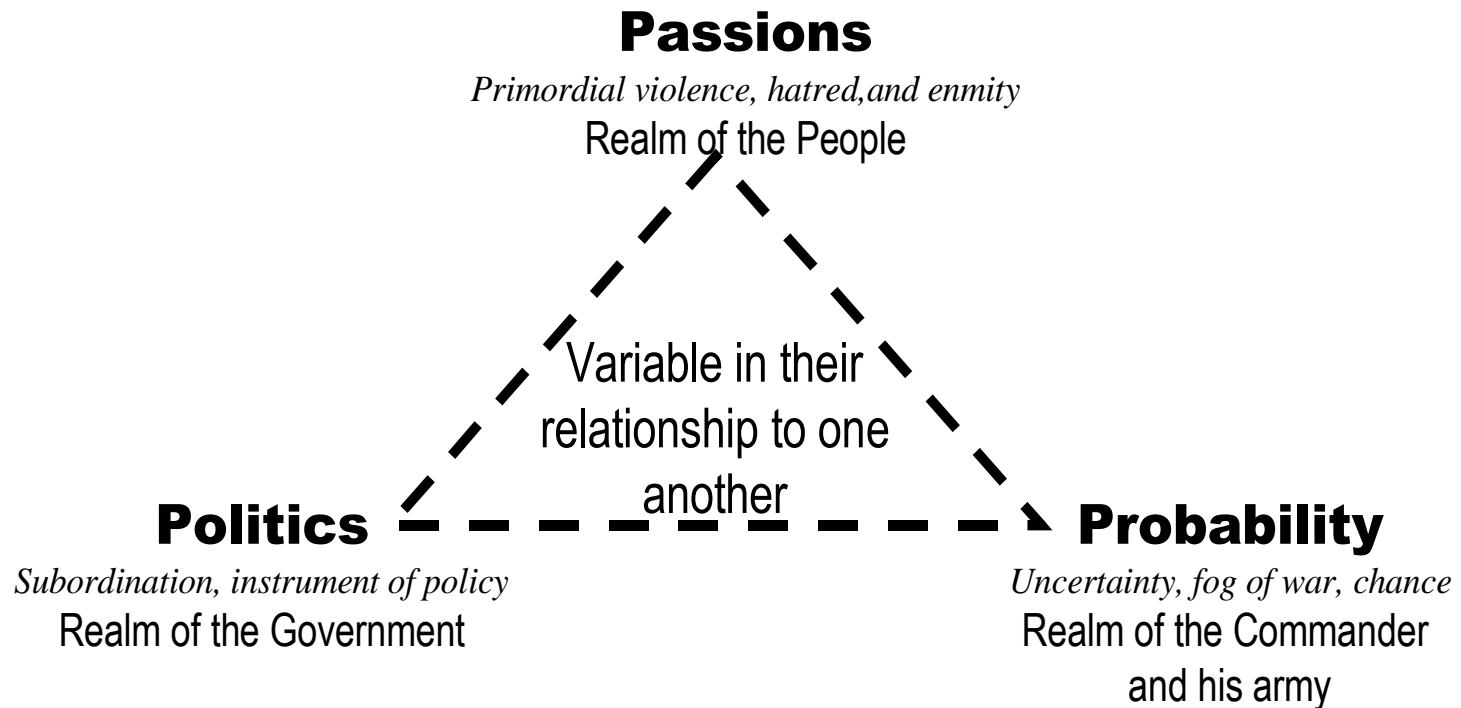 Passions
Primordial violence, hatred,and enmity
Realm of the People
Variable in their
relationship to one
another
Politics
Subordination, instrument of policy
Realm of the Government
Probability
Uncertainty, fog of war, chance
Realm of the Commander
and his army